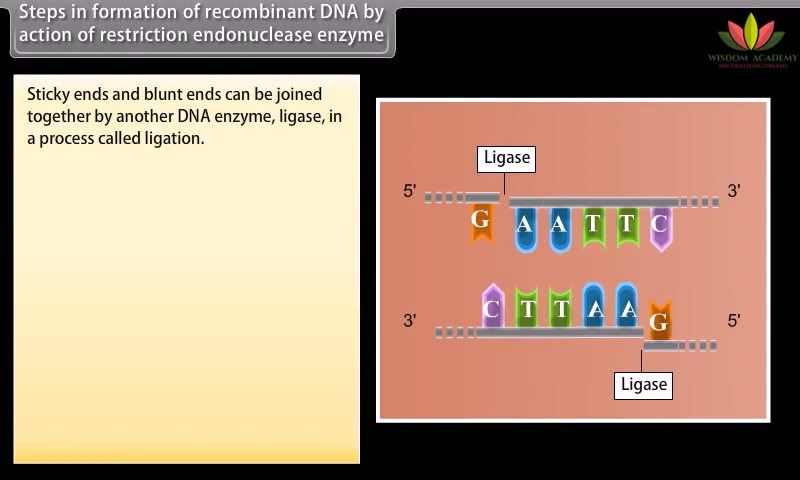 Steps in formation of recombinant DNA by
action of restriction endonuclease enzyme
WISDOM ACADEMY
MATERIALIZING DREAMS
Sticky ends and blunt ends can be joined
together by another DNA enzyme, ligase, in
a process called ligation.
Ligase
5' 3'
G A A T T C
C T T A A G
3' 5'
Ligase